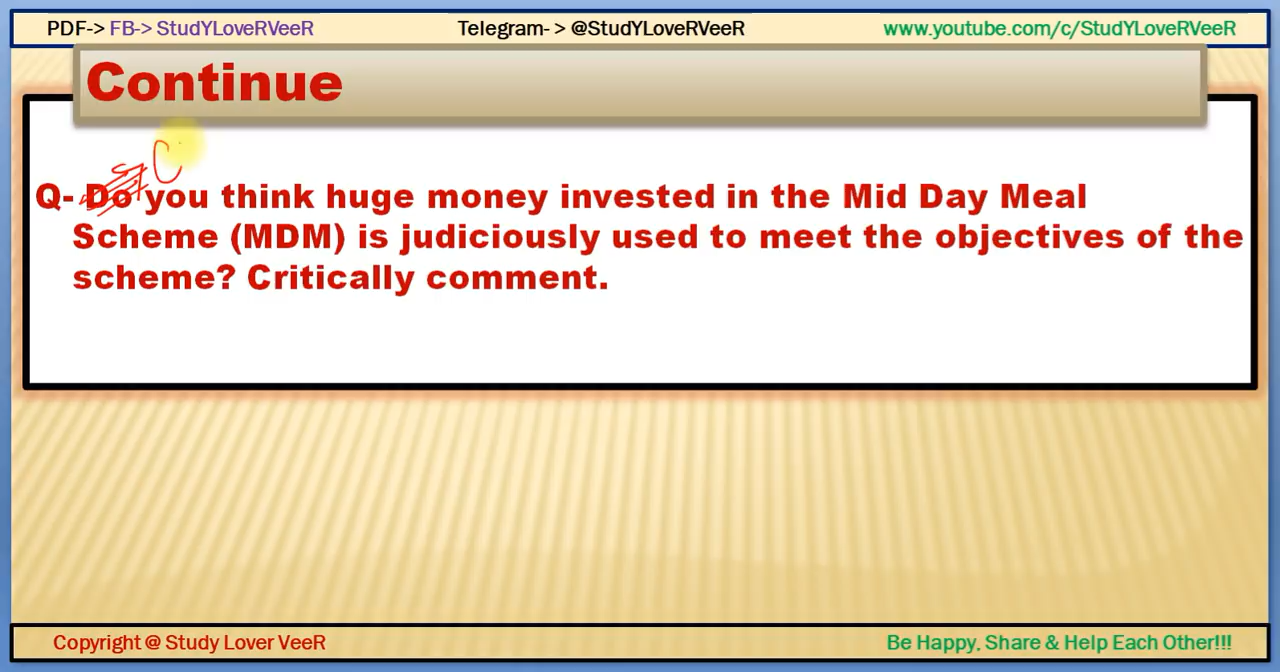 PDF-> FB-> StudYLoveRVeeR Telegram- > @StudYLoveRVeeR www.youtube.com/c/StudYLoveRVeeR
Continue
Q- Do you think huge money invested in the Mid Day Meal
Scheme (MDM) is judiciously used to meet the objectives of the
scheme? Critically comment.
Copyright @ Study Lover VeeR Be Happy, Share & Help Each Other!!!